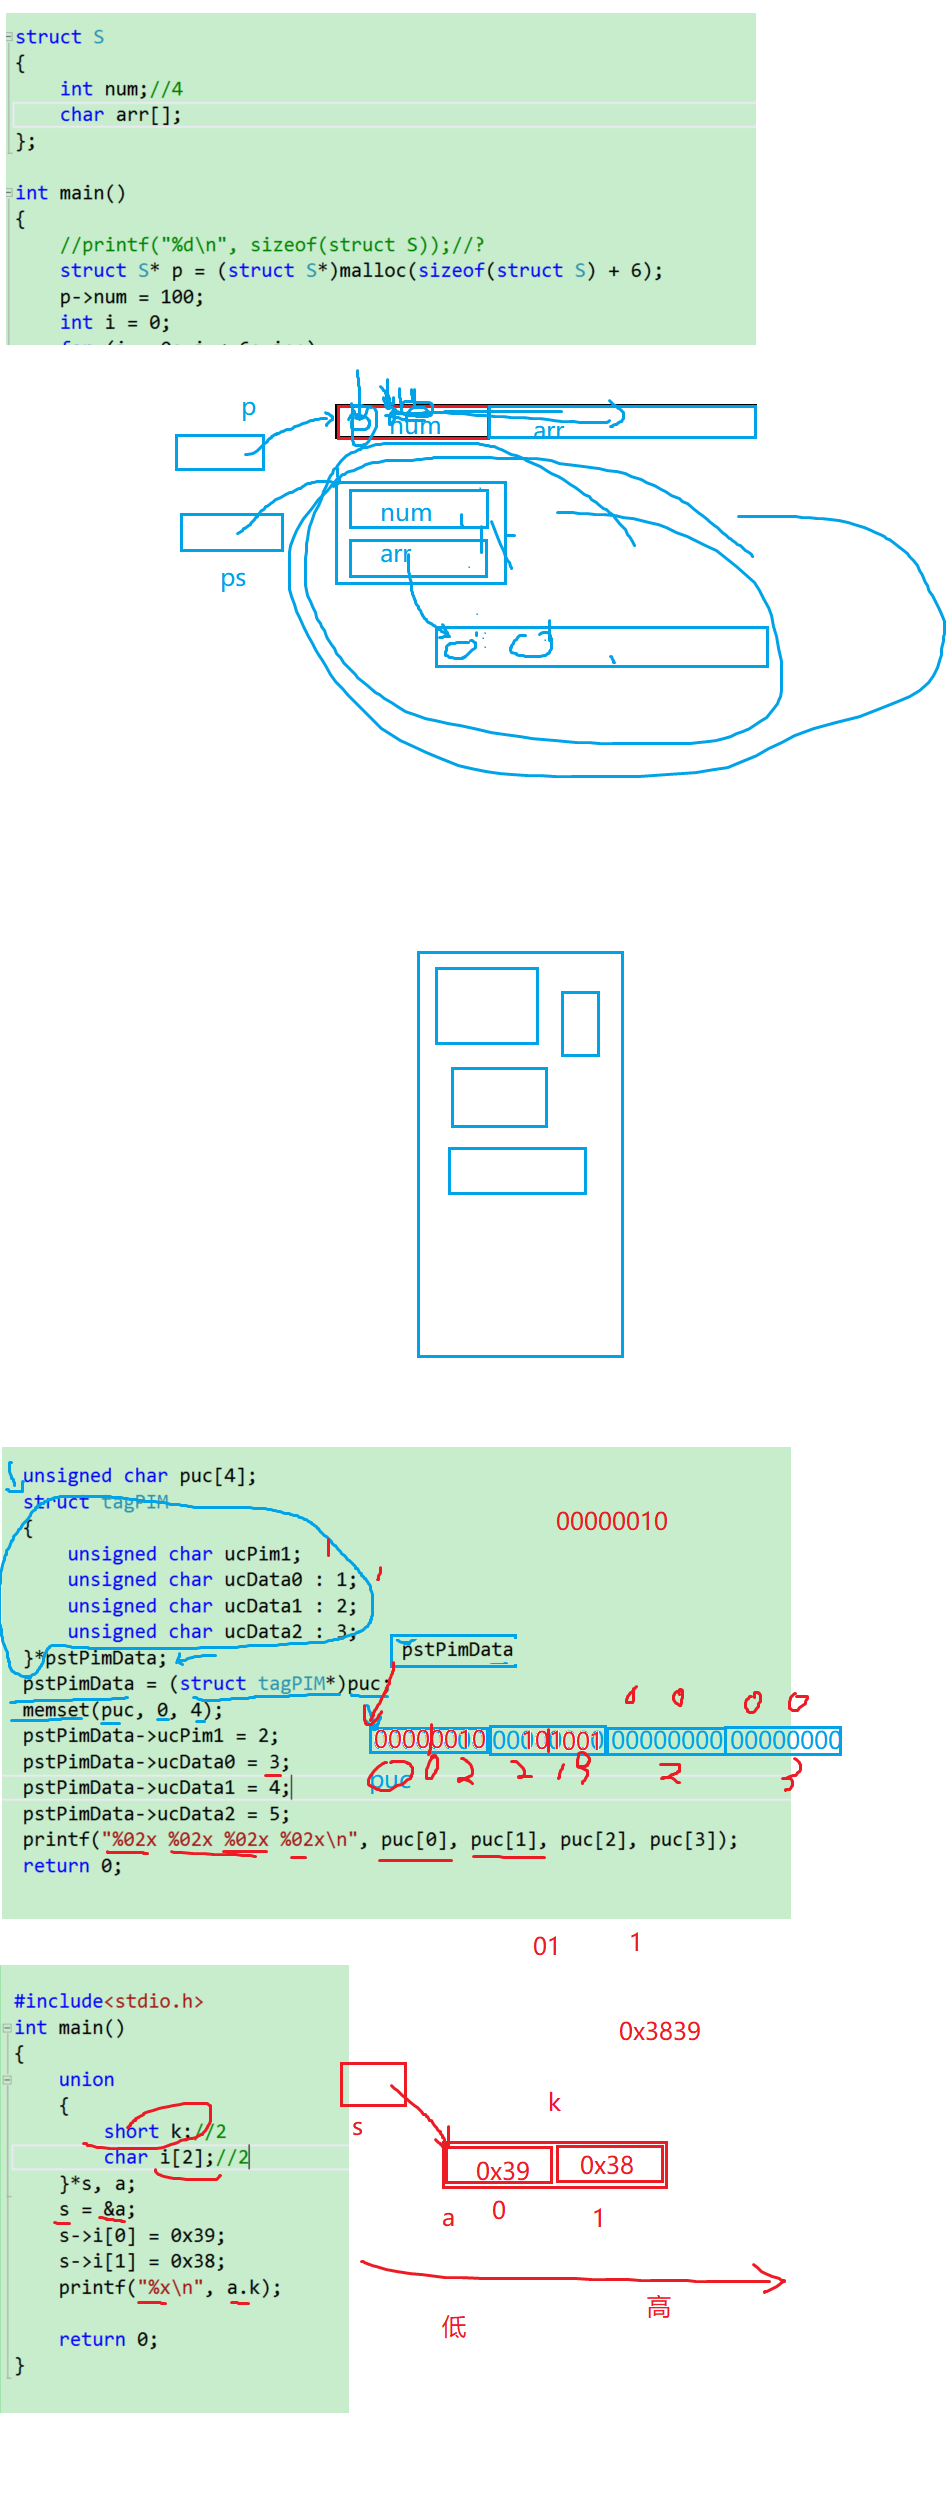 struct S
{
int num;//4
char arr[];
};
int main()
{
//printf("%d\n", sizeof(struct S));//?
struct S* p = (struct S*)malloc(sizeof(struct S) + 6);
p->num = 100;
int i = 0;
p
num
arr
num
arr
ps
unsigned char puc[4];
struct tagPIM
{
unsigned char ucPim1;
unsigned char ucData0 : 1;
unsigned char ucData1 : 2;
unsigned char ucData2 : 3;
}*pstPimData;
pstPimData = (struct tagPIM*)puc;
memset(puc, 0, 4);
pstPimData->ucPim1 = 2;
pstPimData->ucData0 = 3;
pstPimData->ucData1 = 4;
pstPimData->ucData2 = 5;
printf("%02x %02x %02x %02x\n", puc[0], puc[1], puc[2], puc[3]);
return 0;
00000010
pstPimData
00000010 00101001 00000000 00000000
puc
0 2 2 9
0 0 0 0
01
1
#include<stdio.h>
int main()
{
union
{
short k;//2
char i[2];//2
}*s, a;
s = &a;
s->i[0] = 0x39;
s->i[1] = 0x38;
printf("%x\n", a.k);
return 0;
}
0x3839
k
s
0x39 0x38
a 0 1
低 高